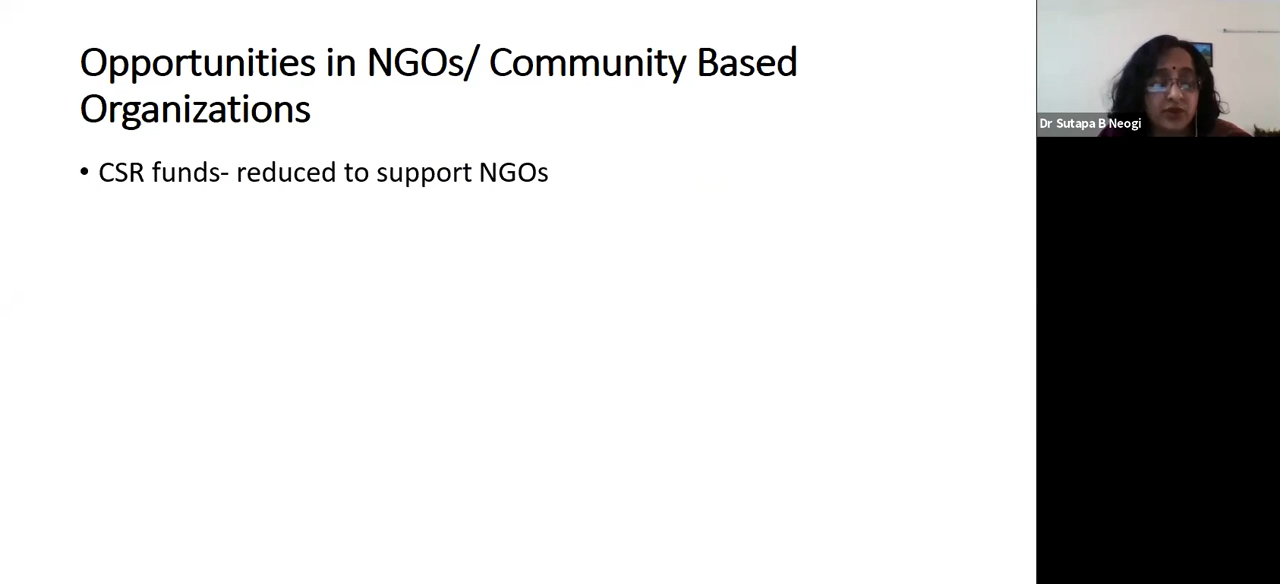 Opportunities in NGOs/ Community Based
Organizations
• CSR funds- reduced to support NGOs
Dr Sutapa B Neogi